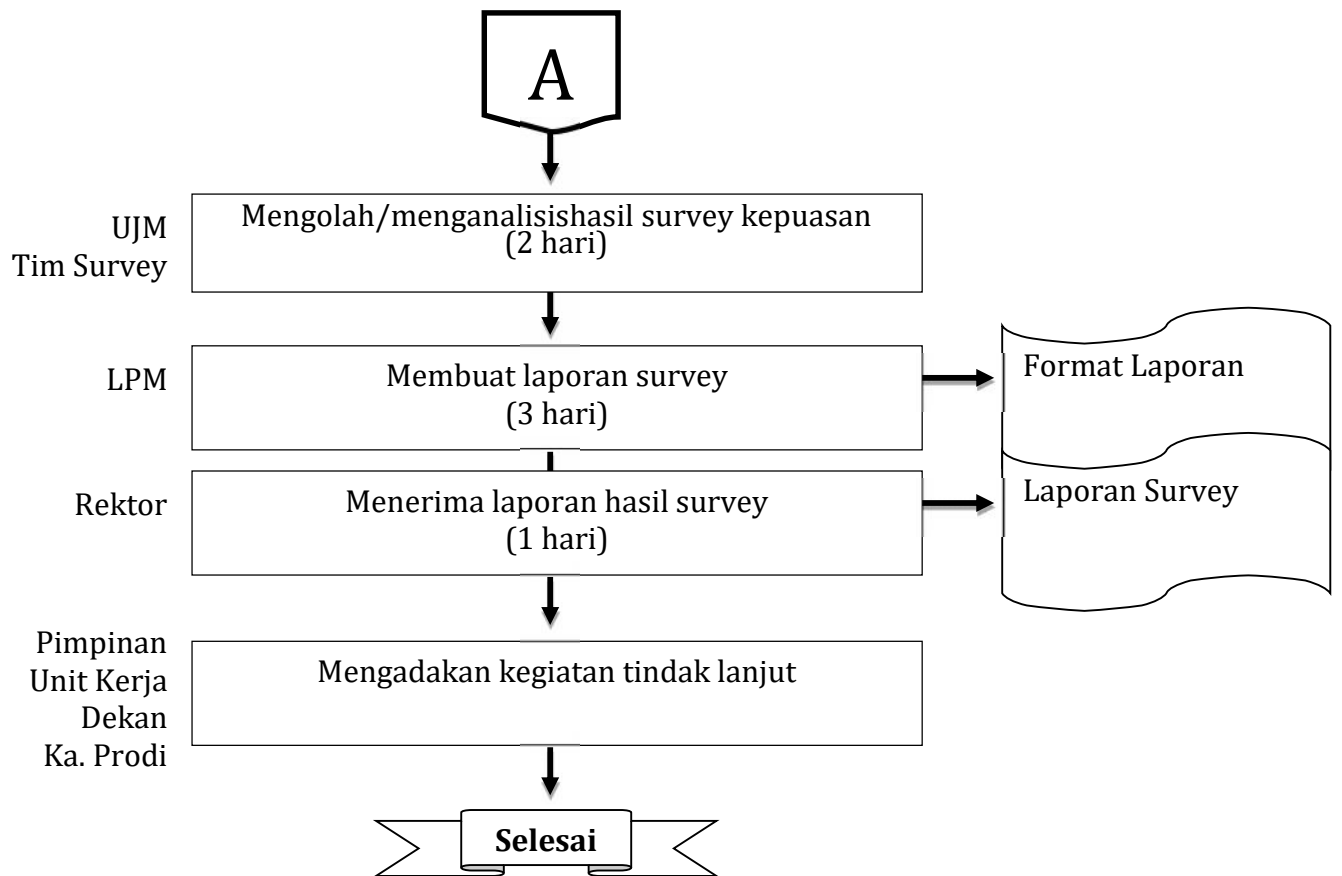 A
UJM
Tim Survey
Mengolah/menganalisishasil survey kepuasan
(2 hari)
LPM
Membuat laporan survey
(3 hari)
Format Laporan
Rektor
Menerima laporan hasil survey
(1 hari)
Laporan Survey
Pimpinan
Unit Kerja
Dekan
Ka. Prodi
Mengadakan kegiatan tindak lanjut
Selesai